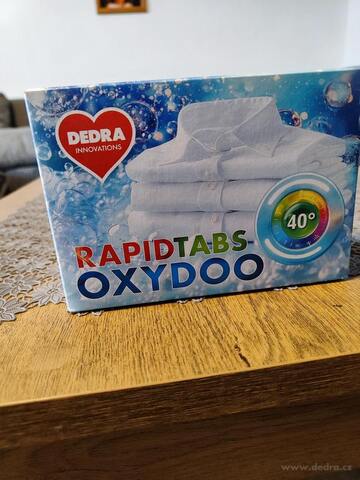 DEDRA
INNOVATIONS
40°
RAPIDTABS
OXYDOO
www.dedra.cz